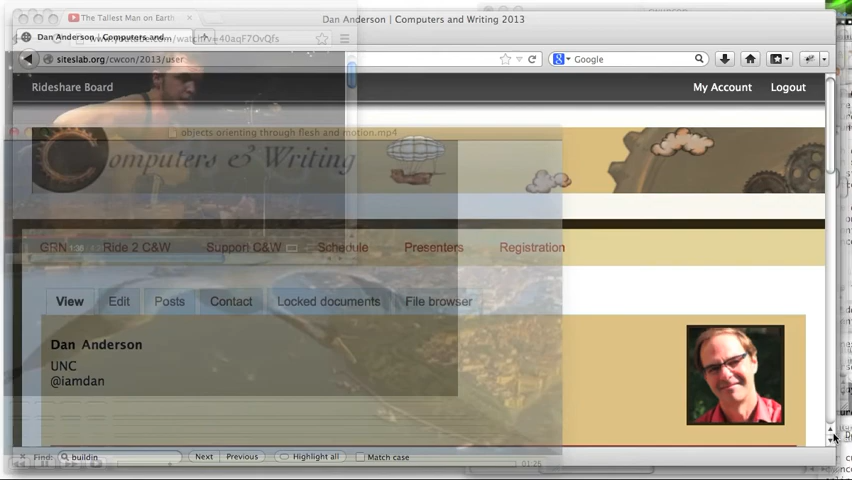 The Tallest Man on Earth
Dan Anderson | Computers and Writing 2013
Dan Anderson | Computers and...
siteslab.org/cwcon/2013/user
Google
Rideshare Board
My Account
Logout
objects orienting through flesh and motion.mp4
Computers & Writing
GRN
Ride 2 C&W
Support C&W
Schedule
Presenters
Registration
View
Edit
Posts
Contact
Locked documents
File browser
Dan Anderson
UNC
@iamdan
Find:
buildin
Next
Previous
Highlight all
Match case
01:25